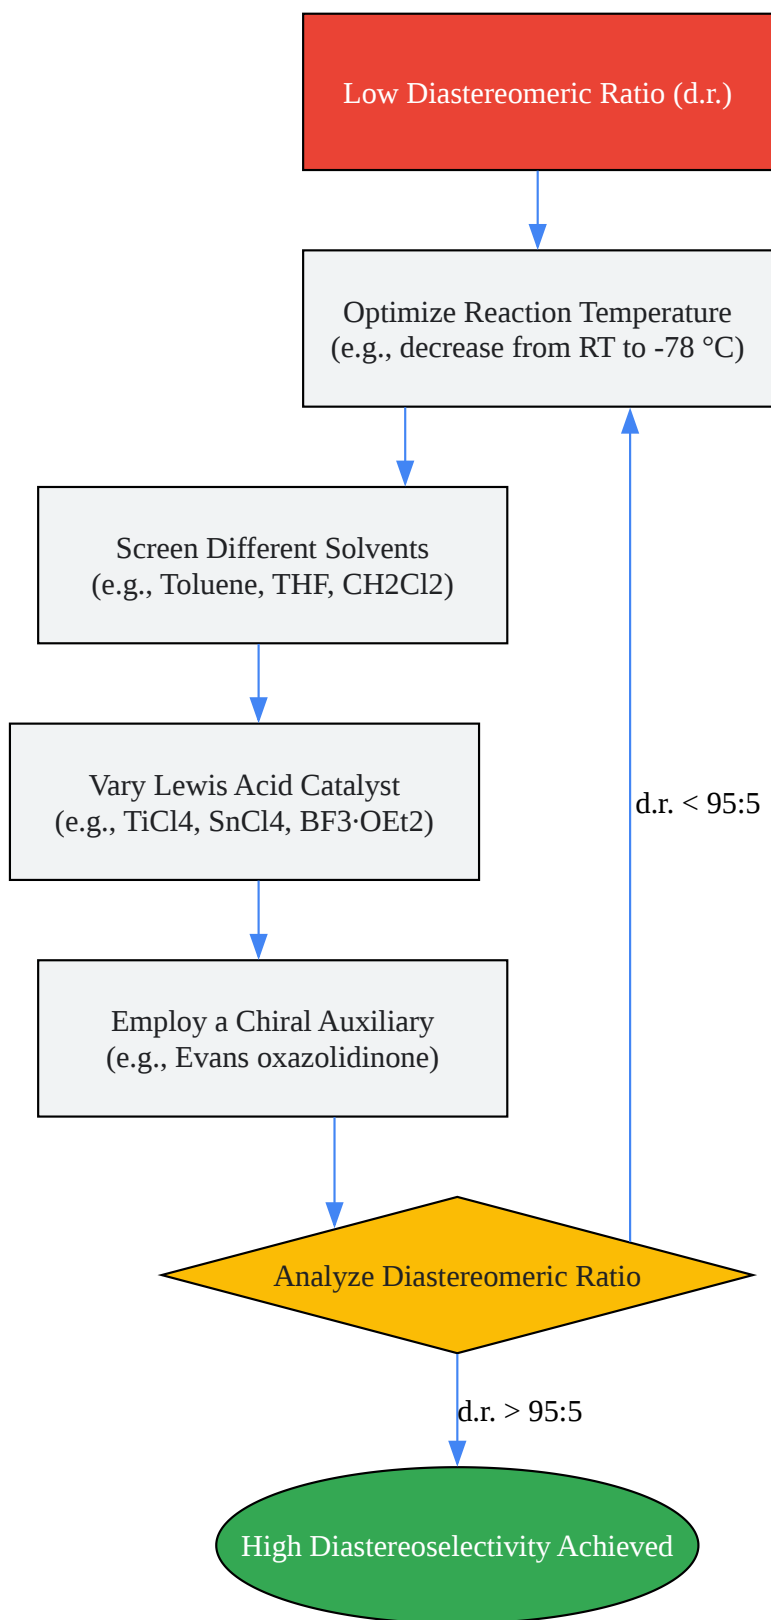 Low Diastereomeric Ratio (d.r.)
Optimize Reaction Temperature
(e.g., decrease from RT to -78 °C)
Screen Different Solvents
(e.g., Toluene, THF, CH2Cl2)
Vary Lewis Acid Catalyst
(e.g., TiCl4, SnCl4, BF3·OEt2)
d.r. < 95:5
Employ a Chiral Auxiliary
(e.g., Evans oxazolidinone)
Analyze Diastereomeric Ratio
d.r. > 95:5
High Diastereoselectivity Achieved